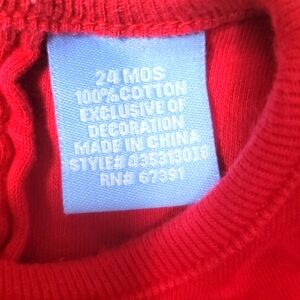 24 MOS
100% COTTON
EXCLUSIVE OF
DECORATION
MADE IN CHINA
STYLE# 435313018
RN# 67391